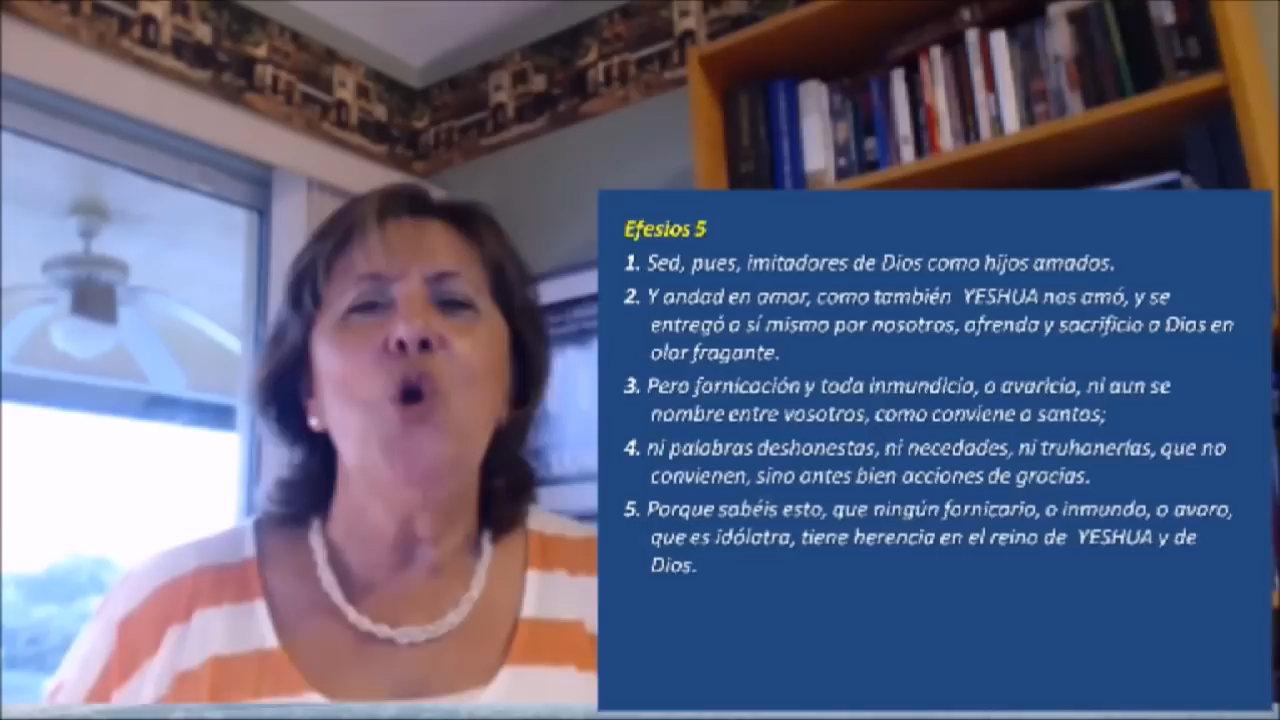 Efesios 5
1. Sed, pues, imitadores de Dios como hijos amados.
2. Y andad en amor, como también YESHUA nos amó, y se
entregó a sí mismo por nosotros, ofrenda y sacrificio a Dios en
olor fragante.
3. Pero fornicación y toda inmundicia, o avaricia, ni aun se
nombre entre vosotros, como conviene a santos;
4. ni palabras deshonestas, ni necedades, ni truhanerías, que no
convienen, sino antes bien acciones de gracias.
5. Porque sabéis esto, que ningún fornicario, o inmundo, o avaro,
que es idólatra, tiene herencia en el reino de YESHUA y de
Dios.